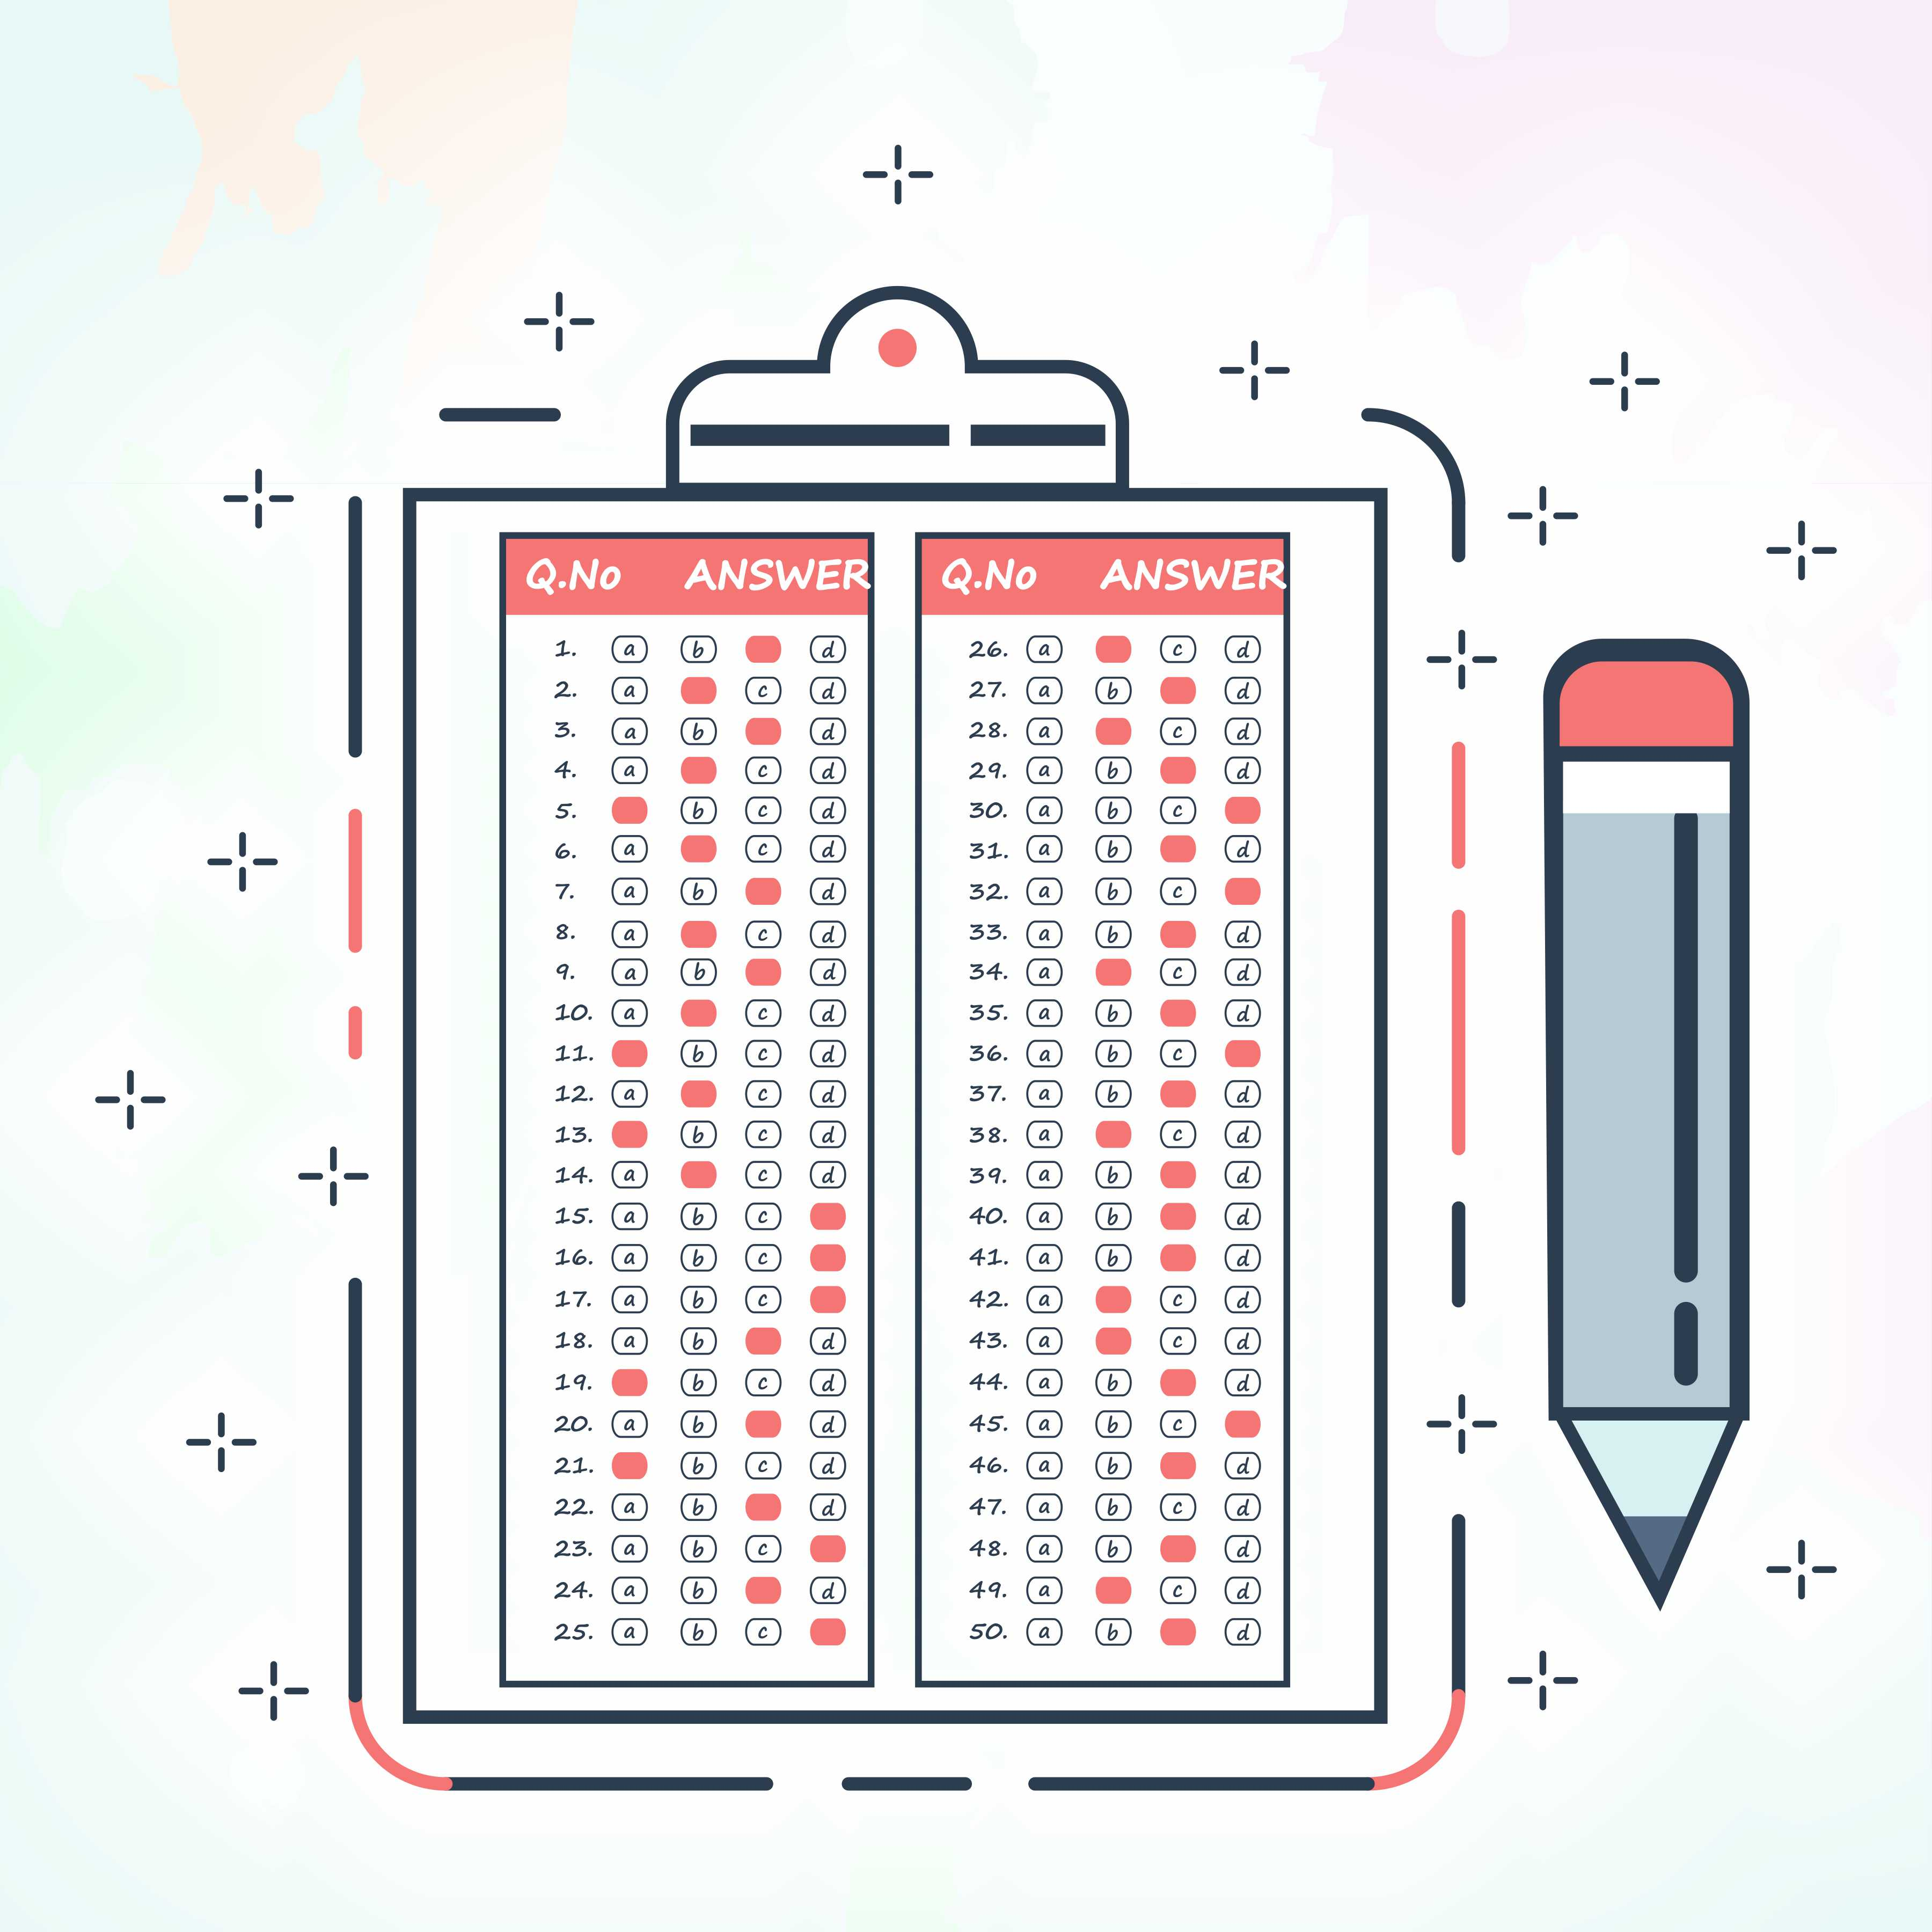 Q.No ANSWER
1. a b d
2. a c d
3. a b d
4. a c d
5. b c d
6. a c d
7. a b d
8. a c d
9. a b d
10. a c d
11. b c d
12. a c d
13. b c d
14. a c d
15. a b c
16. a b c
17. a b c
18. a b d
19. b c d
20. a b d
21. b c d
22. a b d
23. a b c
24. a b d
25. a b c
Q.No ANSWER
26. a c d
27. a b d
28. a c d
29. a b d
30. a b c
31. a b d
32. a b c
33. a b d
34. a c d
35. a b d
36. a b c
37. a b d
38. a c d
39. a b d
40. a b d
41. a b d
42. a c d
43. a c d
44. a b d
45. a b c
46. a b d
47. a b c d
48. a b d
49. a c d
50. a b d